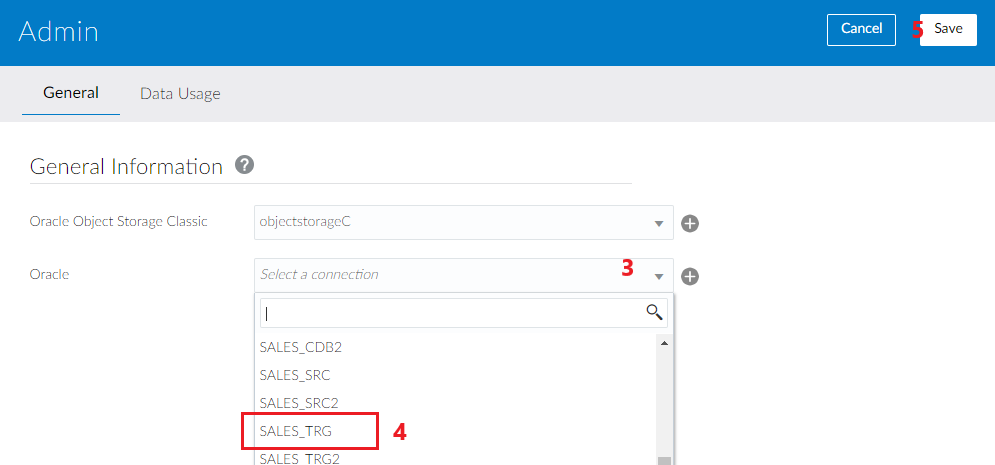 Admin
Cancel
5 Save
General
Data Usage
General Information ?
Oracle Object Storage Classic
objectstorageC
Oracle
Select a connection
3
SALES_CDB2
SALES_SRC
SALES_SRC2
SALES_TRG
4
SALES_TRG2